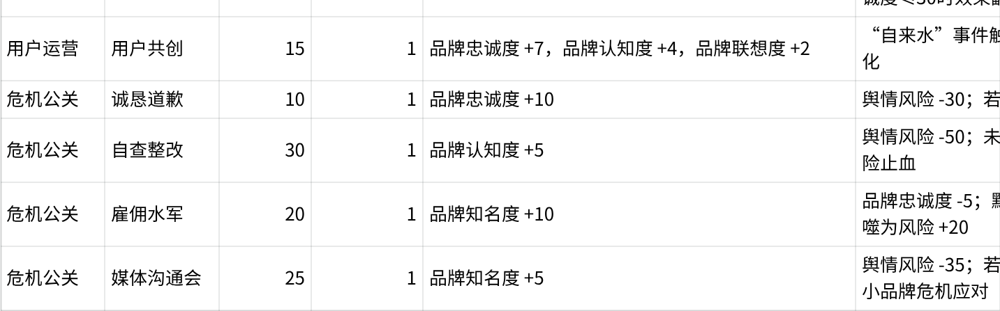 用户运营 用户共创 15 1 品牌忠诚度 +7，品牌认知度 +4，品牌联想度 +2 “自来水”事件
化
危机公关 诚恳道歉 10 1 品牌忠诚度 +10 舆情风险 -30；若
危机公关 自查整改 30 1 品牌认知度 +5 舆情风险 -50；未
险止血
危机公关 雇佣水军 20 1 品牌知名度 +10 品牌忠诚度 -5；
噬为风险 +20
危机公关 媒体沟通会 25 1 品牌知名度 +5 舆情风险 -35；若
小品牌危机应对